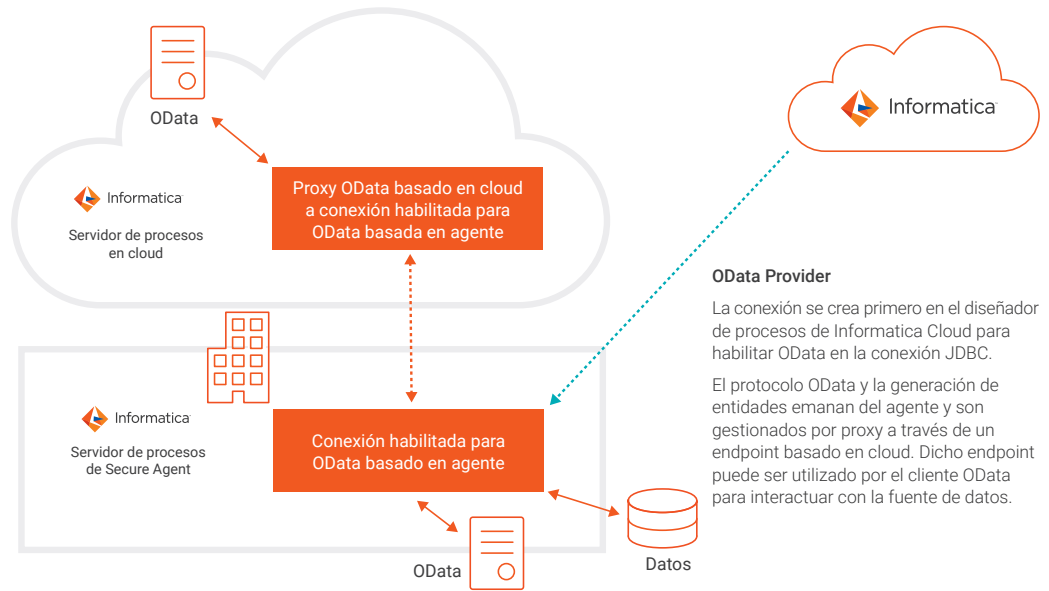 OData
Informatica
Servidor de procesos
en cloud
Proxy OData basado en cloud
a conexión habilitada para
OData basada en agente
Informatica
OData Provider
La conexión se crea primero en el diseñador
de procesos de Informatica Cloud para
habilitar OData en la conexión JDBC.
El protocolo OData y la generación de
entidades emanan del agente y son
gestionados por proxy a través de un
endpoint basado en cloud. Dicho endpoint
puede ser utilizado por el cliente OData
para interactuar con la fuente de datos.
Informatica
Servidor de procesos
de Secure Agent
Conexión habilitada para
OData basado en agente
OData
Datos